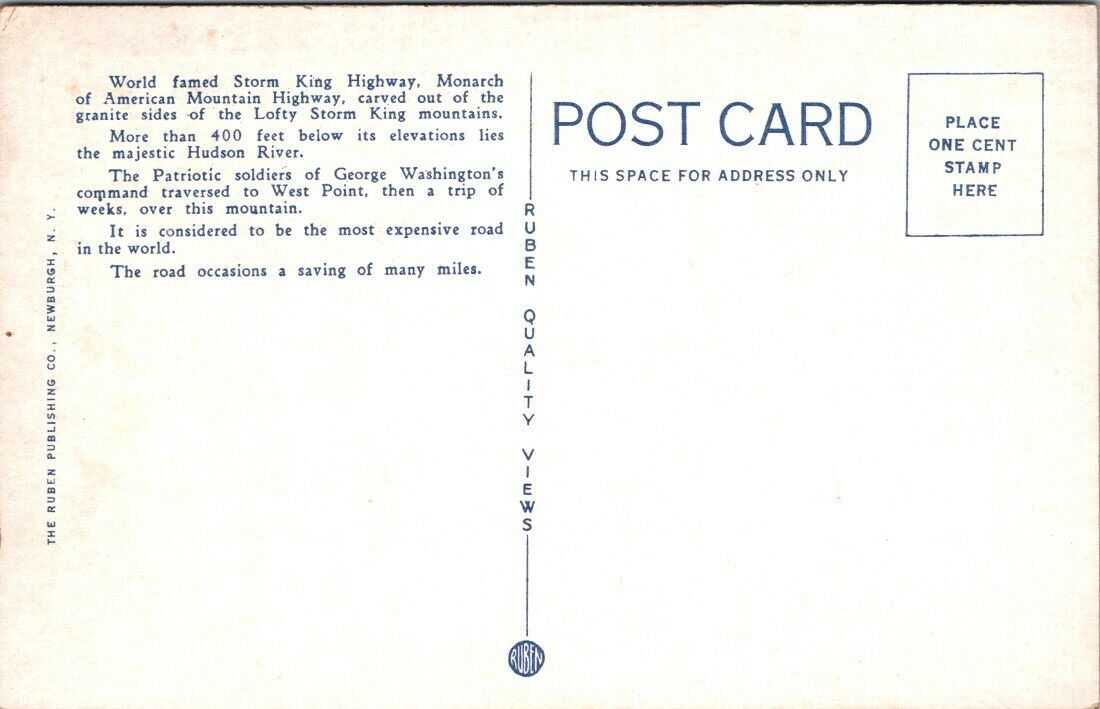 World famed Storm King Highway, Monarch
of American Mountain Highway, carved out of the
granite sides of the Lofty Storm King mountains.
More than 400 feet below its elevations lies
the majestic Hudson River.
The Patriotic soldiers of George Washington's
command traversed to West Point, then a trip of
weeks, over this mountain.
It is considered to be the most expensive road
in the world.
The road occasions a saving of many miles.
THE RUBEN PUBLISHING CO., NEWBURGH, N. Y.
RUBEN QUALITY VIEWS
RUBEN
POST CARD
THIS SPACE FOR ADDRESS ONLY
PLACE
ONE CENT
STAMP
HERE